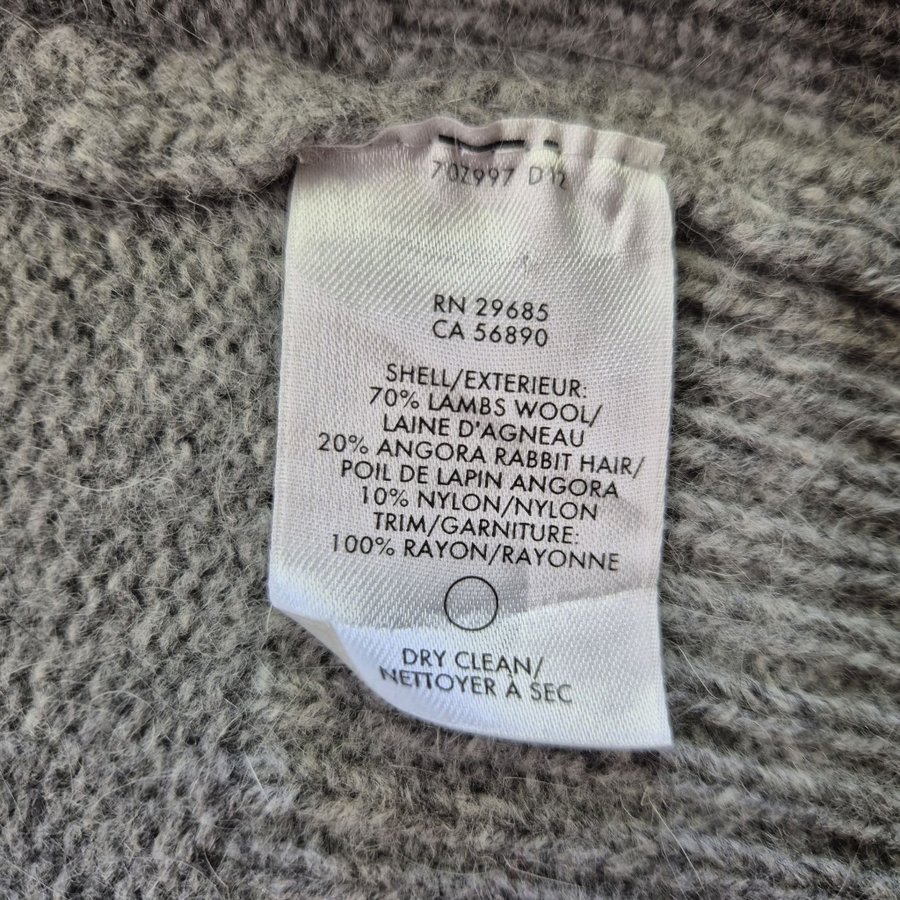 702997 D12
RN 29685
CA 56890
SHELL/EXTERIEUR:
70% LAMBS WOOL/
LAINE D'AGNEAU
20% ANGORA RABBIT HAIR/
POIL DE LAPIN ANGORA
10% NYLON/NYLON
TRIM/GARNITURE:
100% RAYON/RAYONNE
DRY CLEAN/
NETTOYER À SEC